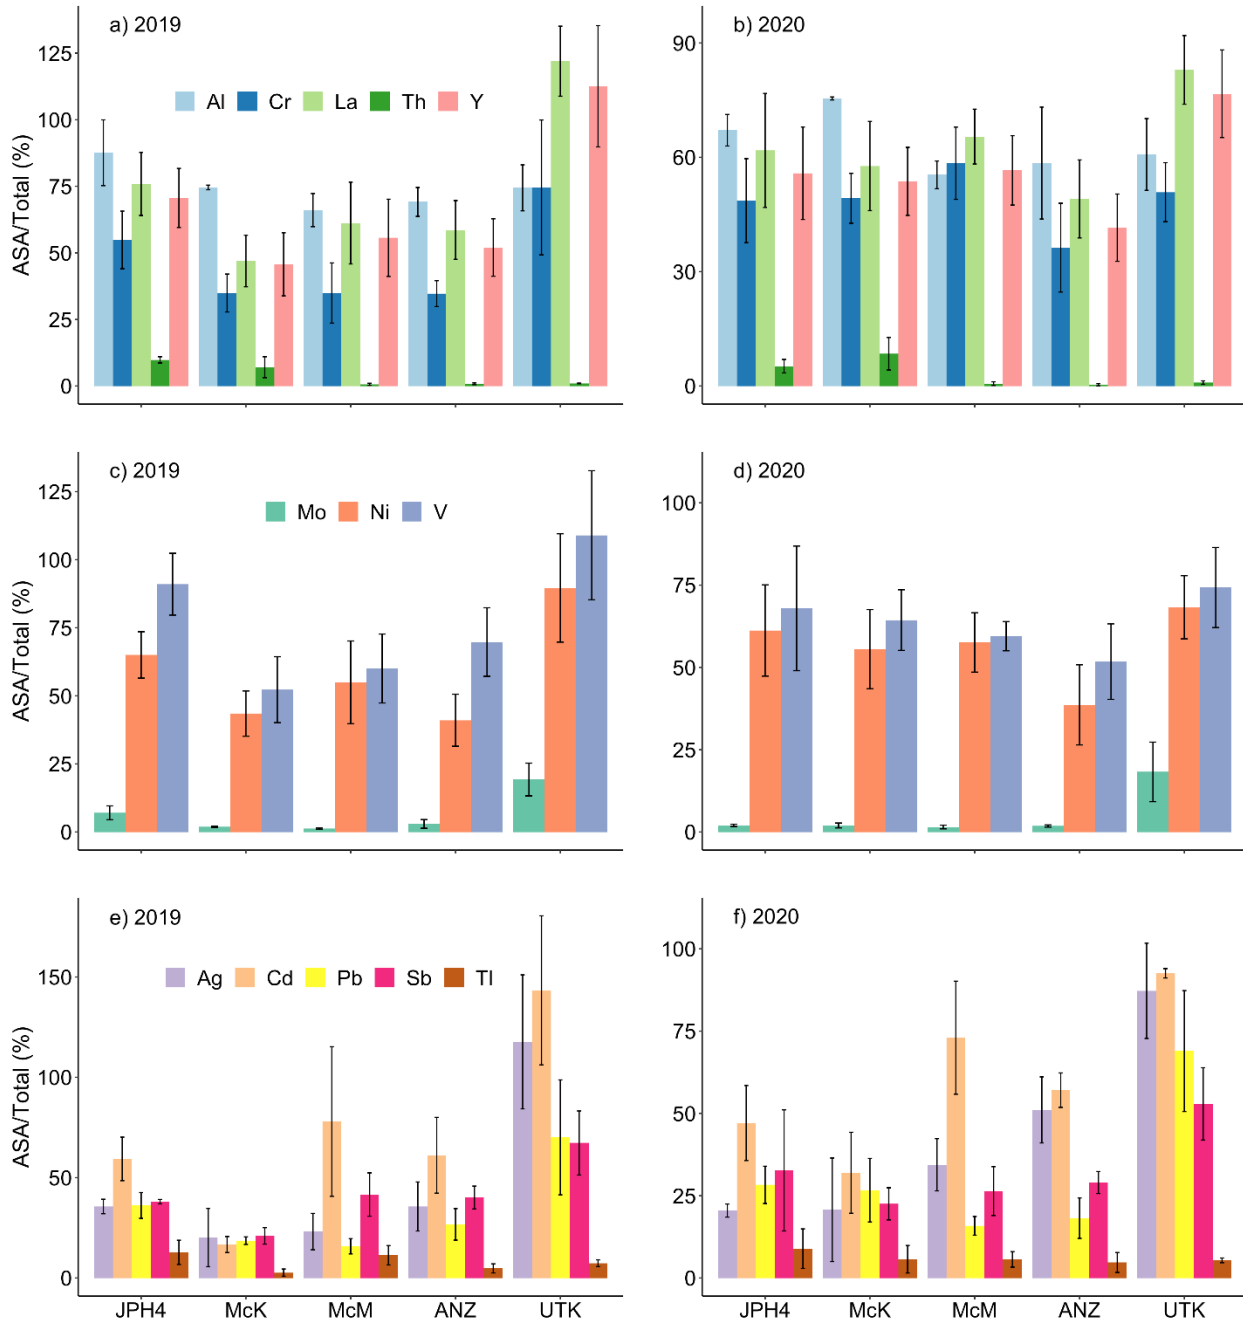 a) 2019
b) 2020
125
100
75
50
25
0
ASA/Total (%)
Al Cr La Th Y
90
60
30
0
c) 2019
d) 2020
125
100
75
50
25
0
ASA/Total (%)
Mo Ni V
100
75
50
25
0
e) 2019
f) 2020
150
100
50
0
ASA/Total (%)
Ag Cd Pb Sb Tl
100
75
50
25
0
JPH4 McK McM ANZ UTK
JPH4 McK McM ANZ UTK